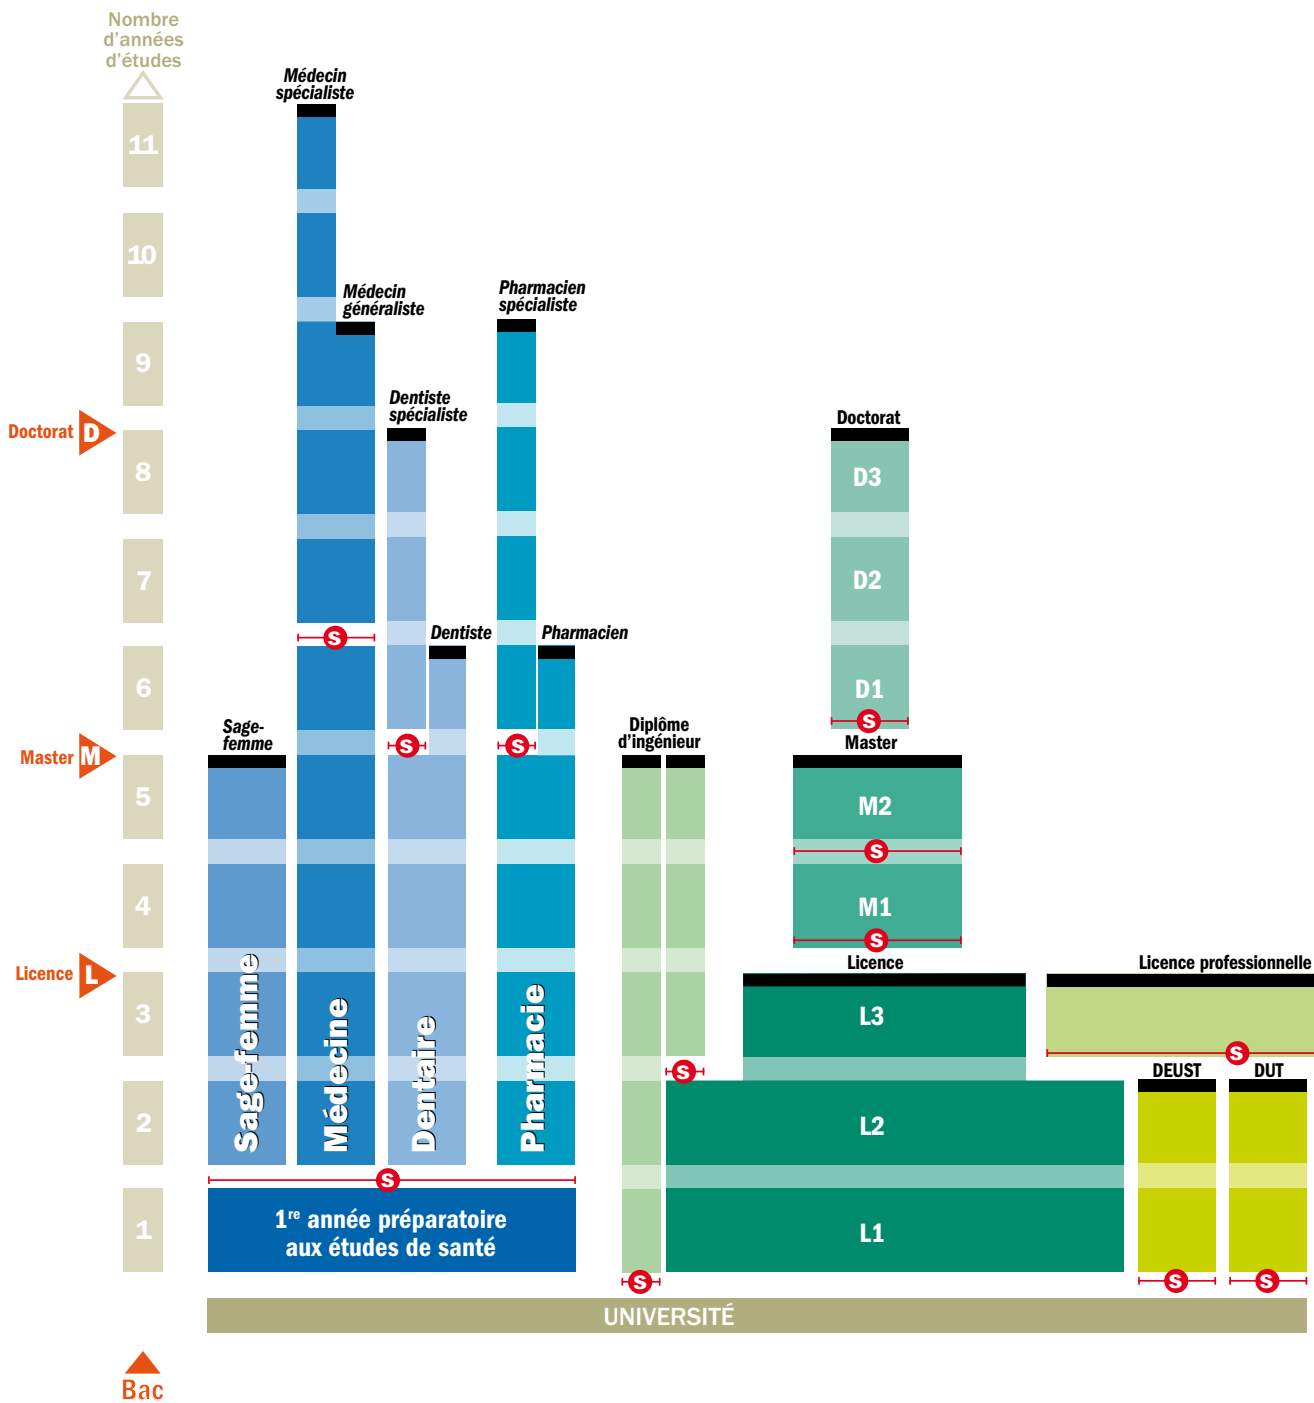 Nombre
d'années
d'études
Médecin
spécialiste
11
10
Médecin
généraliste
Pharmacien
spécialiste
9
Dentiste
spécialiste
Doctorat D
Doctorat
8
D3
7
D2
S
Dentiste
Pharmacien
6
D1
S
Sage-
femme
Diplôme
d'ingénieur
Master M
S
S
Master
5
M2
S
4
M1
S
Licence L
Licence
Licence professionnelle
3
L3
S
S
DEUST
DUT
Sage-femme
Médecine
Dentaire
Pharmacie
2
L2
S
1
1re année préparatoire
aux études de santé
L1
S
S
S
UNIVERSITÉ
Bac